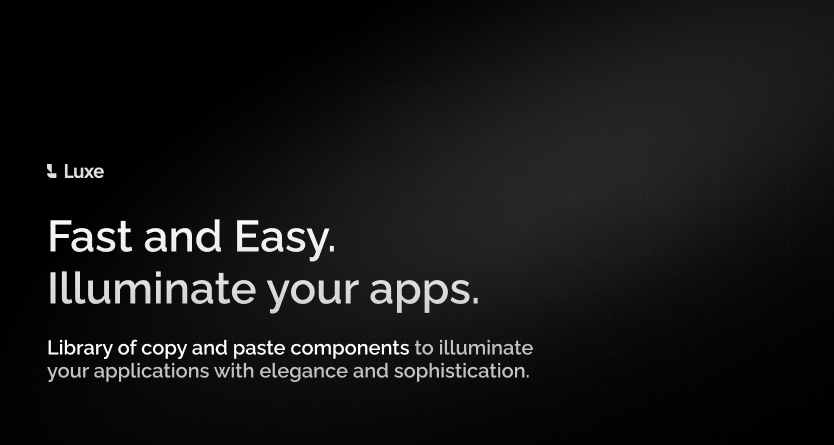 Luxe
Fast and Easy.
Illuminate your apps.
Library of copy and paste components to illuminate
your applications with elegance and sophistication.